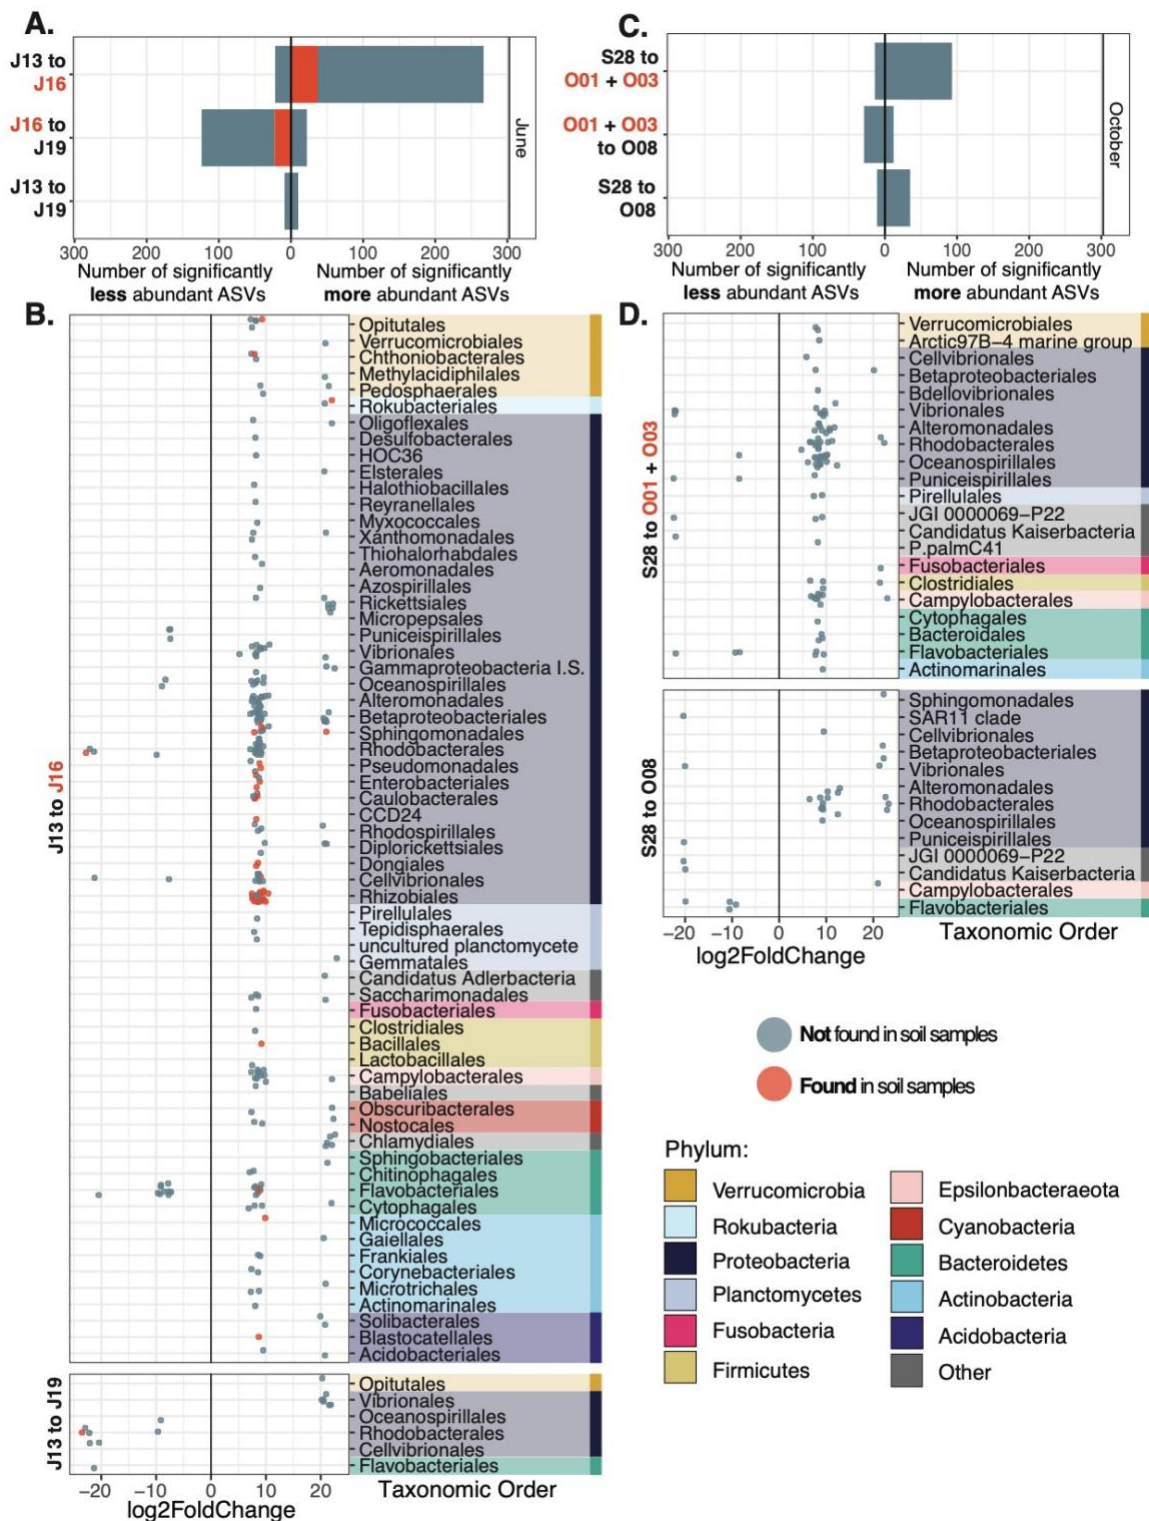 A.
J13 to
J16
J16 to
J19
J13 to
J19
June
300 200 100 0 100 200 300
Number of significantly
less abundant ASVs
Number of significantly
more abundant ASVs
C.
S28 to
O01 + O03
O01 + O03
to O08
S28 to
O08
October
300 200 100 0 100 200 300
Number of significantly
less abundant ASVs
Number of significantly
more abundant ASVs
B.
J13 to J16
Opitutales
Verrucomicrobiales
Chthoniobacterales
Methylacidiphilales
Pedosphaerales
Rokubacteriales
Oligoflexales
Desulfobacterales
HOC36
Elsterales
Halothiobacillales
Reyranellales
Myxococcales
Xanthomonadales
Thiohalorhabdales
Aeromonadales
Azospirillales
Rickettsiales
Micropepsales
Puniceispirillales
Vibrionales
Gammaproteobacteria I.S.
Oceanospirillales
Alteromonadales
Betaproteobacteriales
Sphingomonadales
Rhodobacterales
Pseudomonadales
Enterobacteriales
Caulobacterales
CCD24
Rhodospirillales
Diplorickettsiales
Dongiales
Cellvibrionales
Rhizobiales
Pirellulales
Tepidisphaerales
uncultured planctomycete
Gemmatales
Candidatus Adlerbacteria
Saccharimonadales
Fusobacteriales
Clostridiales
Bacillales
Lactobacillales
Campylobacterales
Babeliales
Obscuribacterales
Nostocales
Chlamydiales
Sphingobacteriales
Chitinophagales
Flavobacteriales
Cytophagales
Micrococcales
Gaiellales
Frankiales
Corynebacteriales
Microtrichales
Actinomarinales
Solibacterales
Blastocatellales
Acidobacteriales
J13 to J19
Opitutales
Vibrionales
Oceanospirillales
Rhodobacterales
Cellvibrionales
Flavobacteriales
−20 −10 0 10 20
log2FoldChange
Taxonomic Order
D.
S28 to O01 + O03
Verrucomicrobiales
Arctic97B−4 marine group
Cellvibrionales
Betaproteobacteriales
Bdellovibrionales
Vibrionales
Alteromonadales
Rhodobacterales
Oceanospirillales
Puniceispirillales
Pirellulales
JGI 0000069−P22
Candidatus Kaiserbacteria
P.palmC41
Fusobacteriales
Clostridiales
Campylobacterales
Cytophagales
Bacteroidales
Flavobacteriales
Actinomarinales
S28 to O08
Sphingomonadales
SAR11 clade
Cellvibrionales
Betaproteobacteriales
Vibrionales
Alteromonadales
Rhodobacterales
Oceanospirillales
Puniceispirillales
JGI 0000069−P22
Candidatus Kaiserbacteria
Campylobacterales
Flavobacteriales
−20 −10 0 10 20
log2FoldChange
Taxonomic Order
Not found in soil samples
Found in soil samples
Phylum:
Verrucomicrobia
Rokubacteria
Proteobacteria
Planctomycetes
Fusobacteria
Firmicutes
Epsilonbacteraeota
Cyanobacteria
Bacteroidetes
Actinobacteria
Acidobacteria
Other